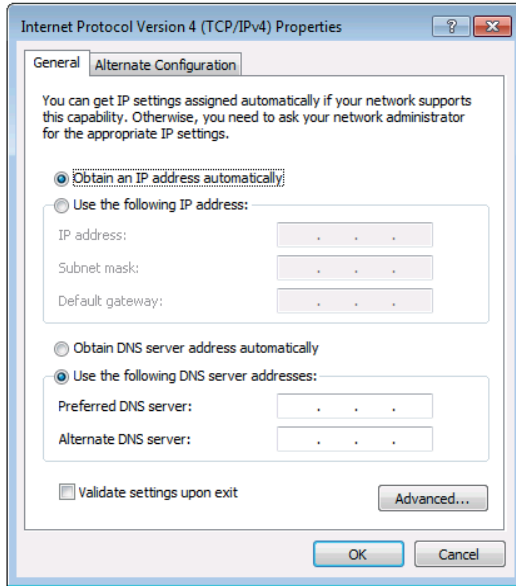 Internet Protocol Version 4 (TCP/IPv4) Properties
General
Alternate Configuration
You can get IP settings assigned automatically if your network supports
this capability. Otherwise, you need to ask your network administrator
for the appropriate IP settings.
Obtain an IP address automatically
Use the following IP address:
IP address:
. . .
Subnet mask:
. . .
Default gateway:
. . .
Obtain DNS server address automatically
Use the following DNS server addresses:
Preferred DNS server:
. . .
Alternate DNS server:
. . .
Validate settings upon exit
Advanced...
OK
Cancel